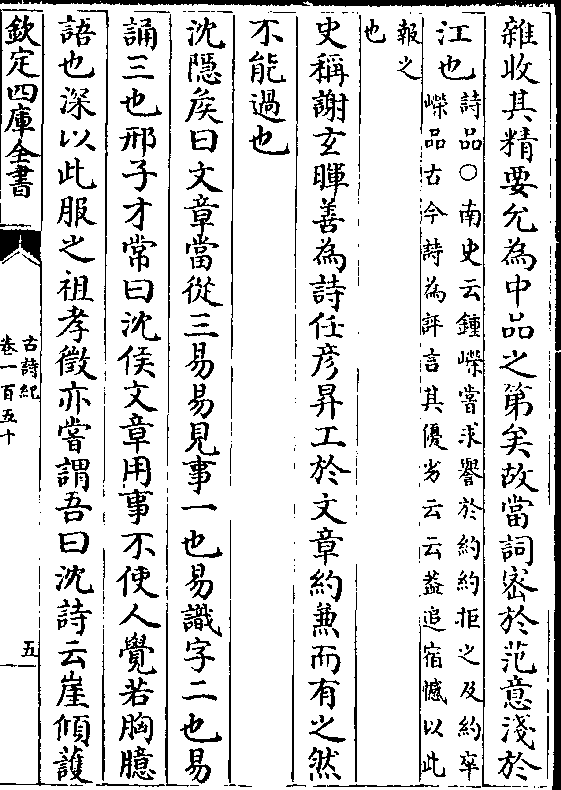 雜收其精要允為中品之第矣故當詞宻於范意淺於
江也
詩品○南史云鍾嶸嘗求譽於約約拒之及約卒
嶸品古今詩為評言其優劣云云葢追宿憾以此
報之
也
史稱謝玄暉善為詩任彦昇工於文章約兼而有之然
不能過也
沈隠矦曰文章當從三易易見事一也易識字二也易
誦三也邢子才常曰沈侯文章用事不使人覺若胸臆
語也深以此服之祖孝徵亦嘗謂吾曰沈詩云崖傾護
欽定四庫全書
古詩紀
卷一百五十
五